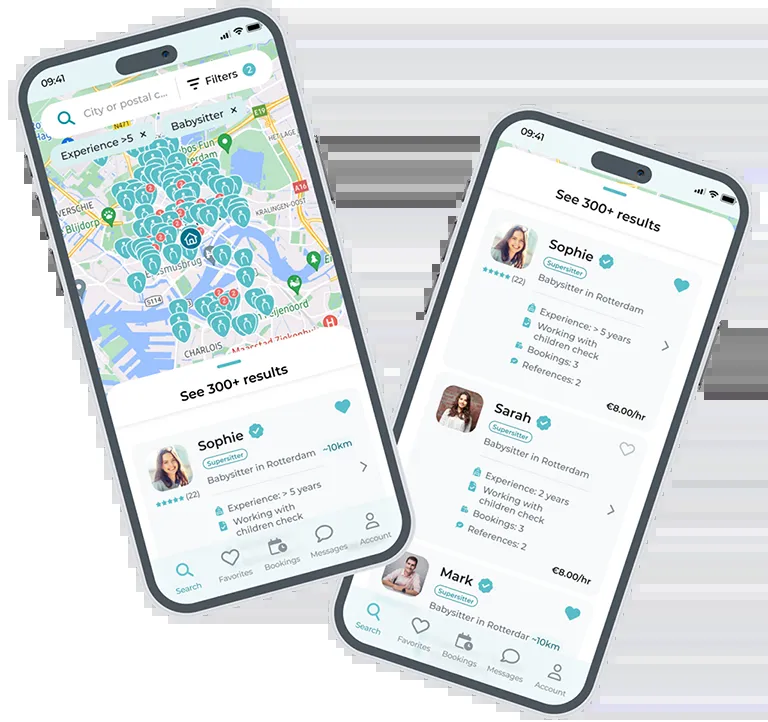 09:41
City or postal c...
Filters 2
Experience >5 ×
Babysitter ×
N471
E19
HET LAGE
A16
KRALINGEN-OOST
VERSCHIE
Blijdorp
Erasmusbrug
S114
CHARLOIS
Maasstad Ziekenhu
See 300+ results
Sophie
Supersitter
Babysitter in Rotterdam ~10km
(22)
Experience: > 5 years
Working with
children check
Search
Favorites
Bookings
Messages
Account
09:41
See 300+ results
Sophie
Supersitter
Babysitter in Rotterdam
(22)
Experience: > 5 years
Working with
children check
Bookings: 3
References: 2
€8.00/hr
Sarah
Supersitter
Babysitter in Rotterdam
Experience: 2 years
Working with
children check
Bookings: 3
References: 2
€8.00/hr
Mark
Supersitter
Babysitter in Rotterdar ~10km
Search
Favorites
Bookings
Messages
Account